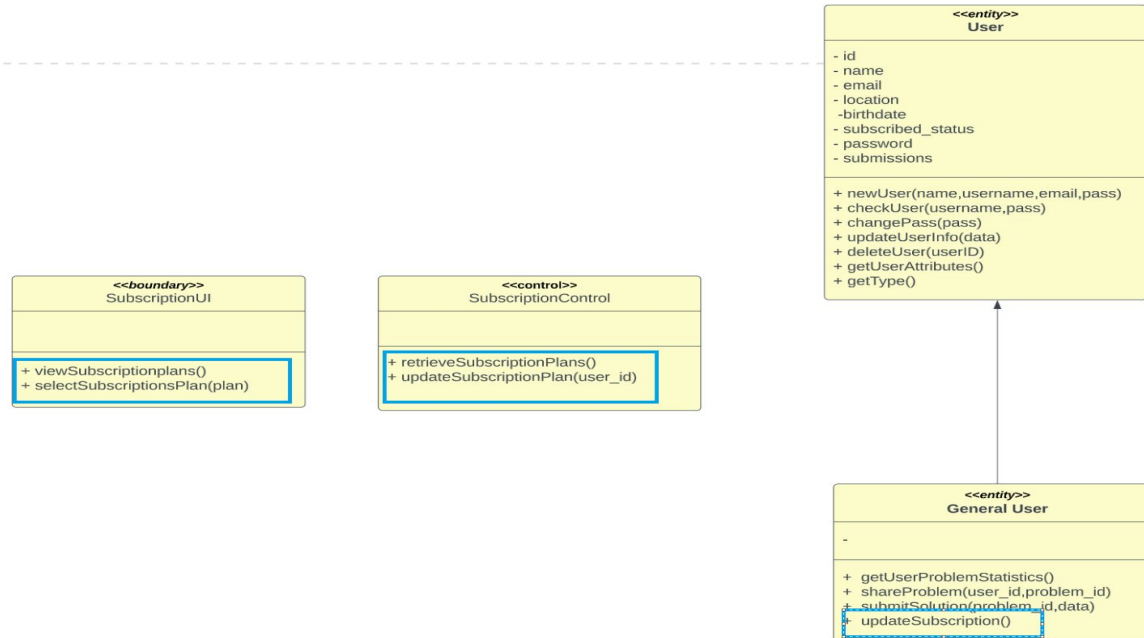 <<entity>>
User
- id
- name
- email
- location
-birthdate
- subscribed_status
- password
- submissions
+ newUser(name,username,email,pass)
+ checkUser(username,pass)
+ changePass(pass)
+ updateUserInfo(data)
+ deleteUser(userID)
+ getUserAttributes()
+ getType()
<<boundary>>
SubscriptionUI
+ viewSubscriptionplans()
+ selectSubscriptionsPlan(plan)
<<control>>
SubscriptionControl
+ retrieveSubscriptionPlans()
+ updateSubscriptionPlan(user_id)
<<entity>>
General User
-
+ getUserProblemStatistics()
+ shareProblem(user_id,problem_id)
+ submitSolution(problem_id,data)
+ updateSubscription()